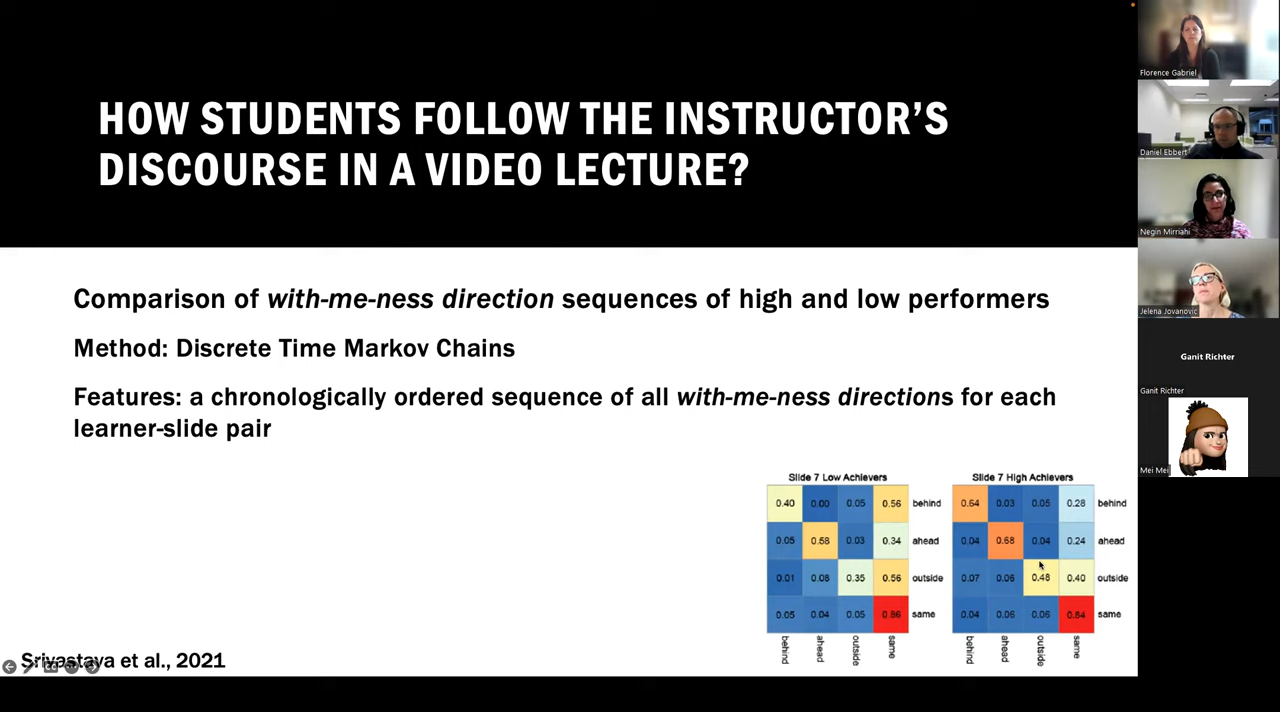 HOW STUDENTS FOLLOW THE INSTRUCTOR'S
DISCOURSE IN A VIDEO LECTURE?
Comparison of with-me-ness direction sequences of high and low performers
Method: Discrete Time Markov Chains
Features: a chronologically ordered sequence of all with-me-ness directions for each
learner-slide pair
Slide 7 Low Achievers
0.40 0.00 0.05 0.56 behind
0.05 0.58 0.03 0.34 ahead
0.01 0.08 0.35 0.56 outside
0.05 0.04 0.05 0.86 same
behind ahead outside same
Slide 7 High Achievers
0.64 0.03 0.05 0.28 behind
0.04 0.68 0.04 0.24 ahead
0.07 0.06 0.48 0.40 outside
0.04 0.06 0.06 0.84 same
behind ahead outside same
Srivastava et al., 2021
Florence Gabriel
Daniel Ebbert
Negin Mirriahi
Jelena Jovanovic
Ganit Richter
Ganit Richter
Mei Mei